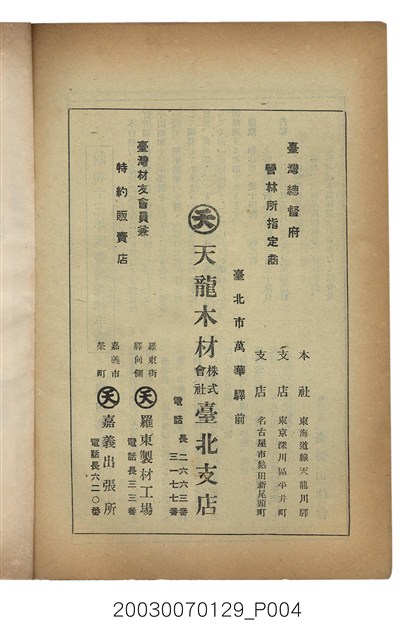 臺灣總督府
營林所指定商
本社 東海道線天龍川驛
支店 東京深川區平井町
支店 名古屋市熱田新尾頭町
臺北市萬華驛前
天 天龍木材株式會社臺北支店
電話 長二六六三番
三一七七番
臺灣材友會員兼
特約販賣店
羅東街驛向側
天 羅東製材工場
電話長三三番
嘉義市榮町
天 嘉義出張所
電話長六二〇番
20030070129_P004